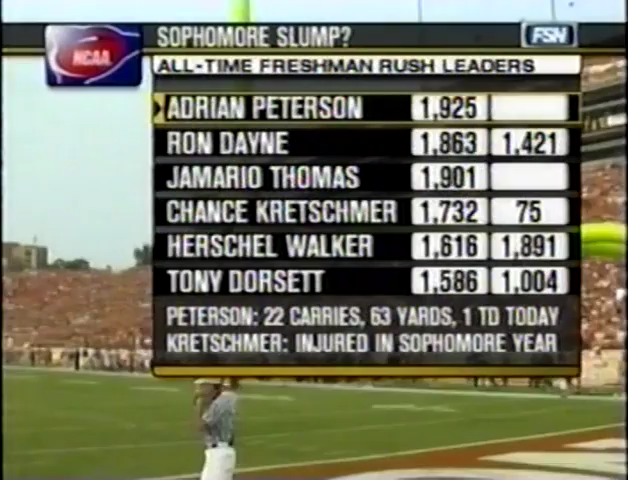 NCAA
SOPHOMORE SLUMP?
FSN
ALL-TIME FRESHMAN RUSH LEADERS
ADRIAN PETERSON 1,925
RON DAYNE 1,863 1,421
JAMARIO THOMAS 1,901
CHANCE KRETSCHMER 1,732 75
HERSCHEL WALKER 1,616 1,891
TONY DORSETT 1,586 1,004
PETERSON: 22 CARRIES, 63 YARDS, 1 TD TODAY
KRETSCHMER: INJURED IN SOPHOMORE YEAR